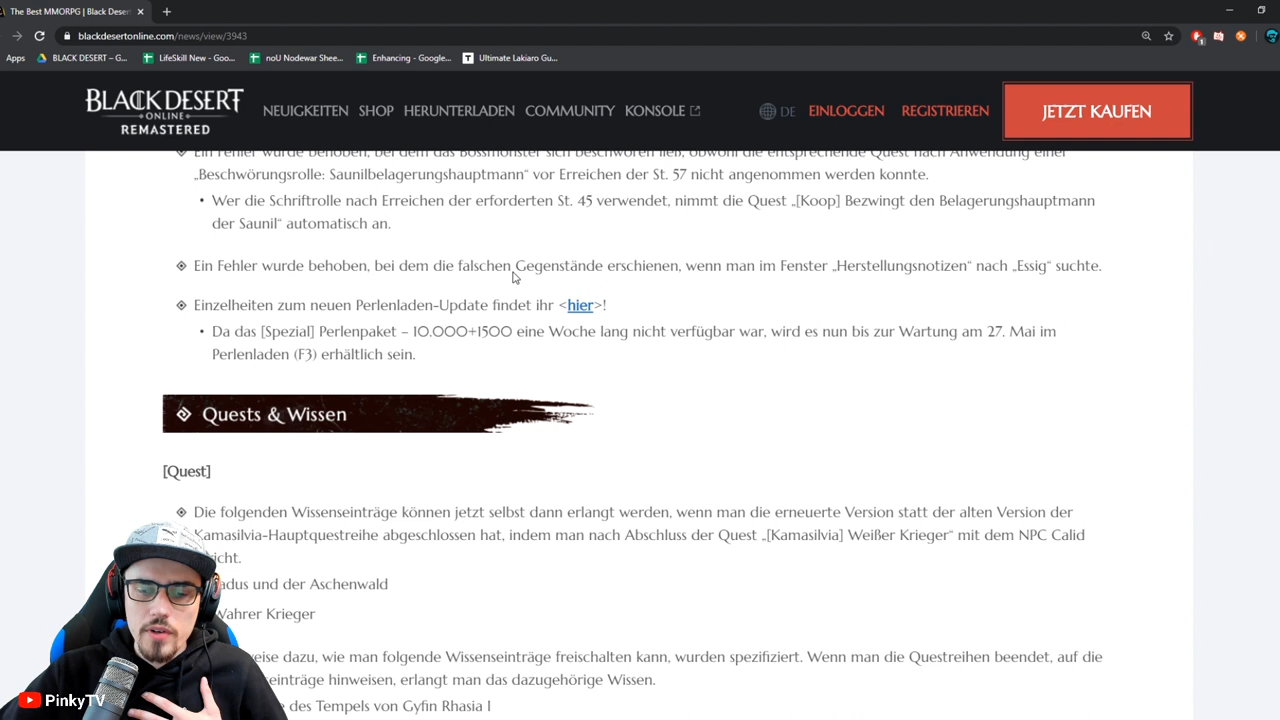 The Best MMORPG | Black Deser
blackdesertonline.com/news/view/3943
Apps BLACK DESERT – G... LifeSkill New - Goo... noU Nodewar Shee... Enhancing - Google... Ultimate Lakiaro Gu...
BLACK DESERT
ONLINE
REMASTERED
NEUIGKEITEN SHOP HERUNTERLADEN COMMUNITY KONSOLE DE EINLOGGEN REGISTRIEREN JETZT KAUFEN
Ein Fehler wurde behoben, bei dem das Bossmonster sich beschwören ließ, obwohl die entsprechende Quest nach Anwendung einer
„Beschwörungsrolle: Saunilbelagerungshauptmann“ vor Erreichen der St. 57 nicht angenommen werden konnte.
• Wer die Schriftrolle nach Erreichen der erforderten St. 45 verwendet, nimmt die Quest „[Koop] Bezwingt den Belagerungshauptmann
der Saunil“ automatisch an.
Ein Fehler wurde behoben, bei dem die falschen Gegenstände erschienen, wenn man im Fenster „Herstellungsnotizen“ nach „Essig“ suchte.
Einzelheiten zum neuen Perlenladen-Update findet ihr <hier>!
• Da das [Spezial] Perlenpaket – 10.000+1500 eine Woche lang nicht verfügbar war, wird es nun bis zur Wartung am 27. Mai im
Perlenladen (F3) erhältlich sein.
Quests & Wissen
[Quest]
Die folgenden Wissenseinträge können jetzt selbst dann erlangt werden, wenn man die erneuerte Version statt der alten Version der
Kamasilvia-Hauptquestreihe abgeschlossen hat, indem man nach Abschluss der Quest „[Kamasilvia] Weißer Krieger“ mit dem NPC Calid
richt.
adus und der Aschenwald
Wahrer Krieger
eise dazu, wie man folgende Wissenseinträge freischalten kann, wurden spezifiziert. Wenn man die Questreihen beendet, auf die
einträge hinweisen, erlangt man das dazugehörige Wissen.
e des Tempels von Gyfin Rhasia I
PinkyTV